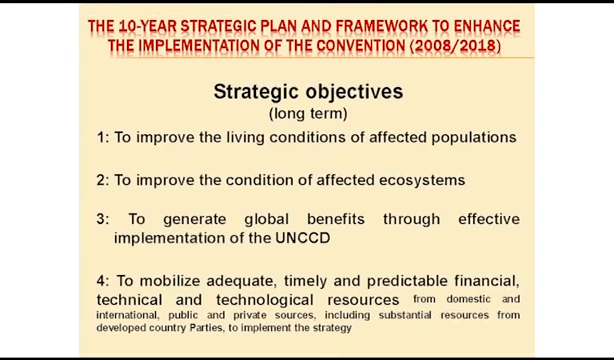 THE 10-YEAR STRATEGIC PLAN AND FRAMEWORK TO ENHANCE
THE IMPLEMENTATION OF THE CONVENTION (2008/2018)
Strategic objectives
(long term)
1: To improve the living conditions of affected populations
2: To improve the condition of affected ecosystems
3: To generate global benefits through effective
implementation of the UNCCD
4: To mobilize adequate, timely and predictable financial,
technical and technological resources from domestic and
international, public and private sources, including substantial resources from
developed country Parties, to implement the strategy